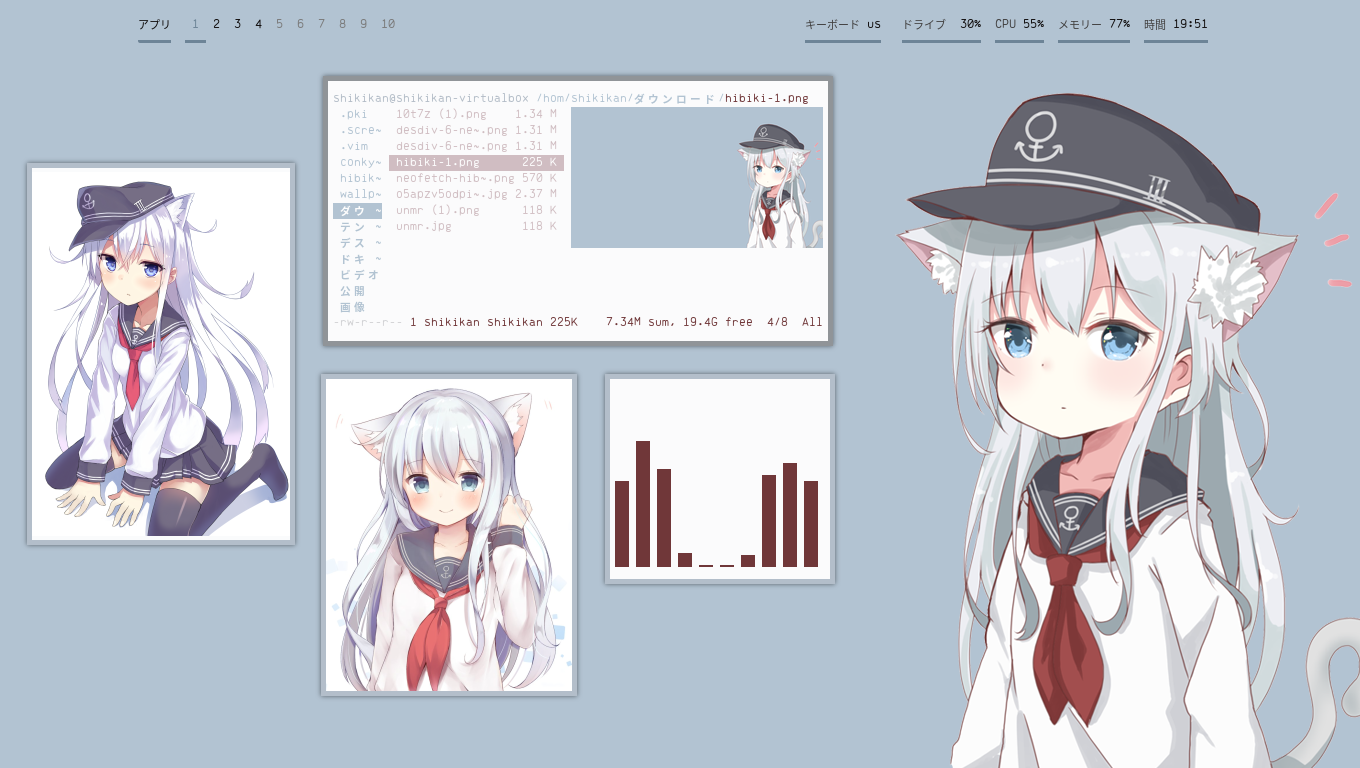 アプリ 1 2 3 4 5 6 7 8 9 10 キーボード us ドライブ 30% CPU 55% メモリー 77% 時間 19:51
shikikan@shikikan-virtualbox /hom/shikikan/ダウンロード/hibiki-1.png
.pki 10t7z (1).png 1.34 M
.scre~ desdiv-6-ne~.png 1.31 M
.vim desdiv-6-ne~.png 1.31 M
conky~ hibiki-1.png 225 K
hibik~ neofetch-hib~.png 570 K
wallp~ o5apzv5odpi~.jpg 2.37 M
ダウ ~ unmr (1).png 118 K
テン ~ unmr.jpg 118 K
デス ~
ドキ ~
ビデオ
公開
画像
-rw-r--r-- 1 shikikan shikikan 225K 7.34M sum, 19.4G free 4/8 All